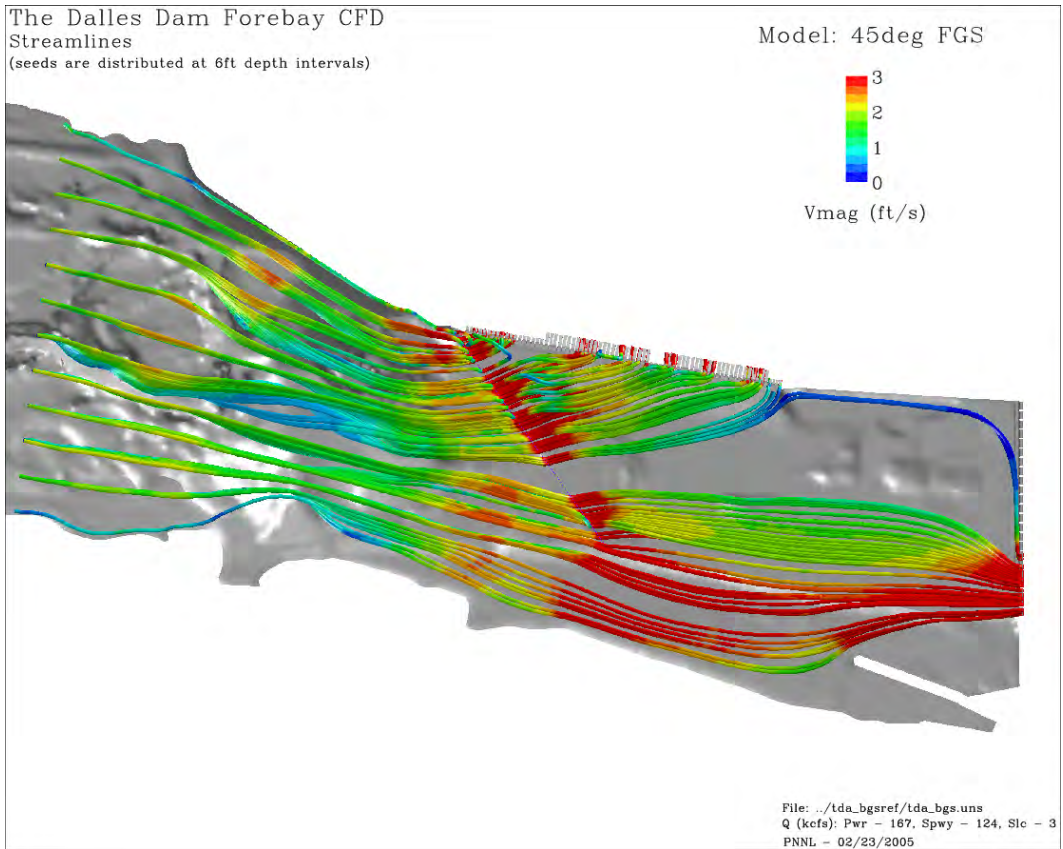 The Dalles Dam Forebay CFD
Streamlines
(seeds are distributed at 6ft depth intervals)
Model: 45deg FGS
3
2
1
0
Vmag (ft/s)
File: ../tda_bgsref/tda_bgs.uns
Q (kcfs): Pwr - 167, Spwy - 124, Slc - 3
PNNL - 02/23/2005